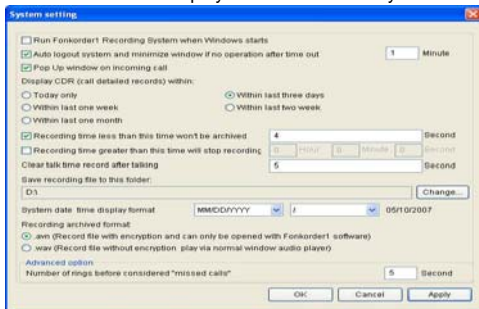 System setting
Run Fonkorder1 Recording System when Windows starts
Auto logout system and minimize window if no operation after time out 1 Minute
Pop Up window on incoming call
Display CDR (call detailed records) within:
Today only Within last three days
Within last one week Within last two week
Within last one month
Recording time less than this time won't be archived 4 Second
Recording time greater than this time will stop recording 0 Hour 0 Minute 0 Second
Clear talk time record after talking 5 Second
Save recording file to this folder:
D:\ Change...
System date time display format MM/DD/YYYY / 05/10/2007
Recording archived format
.avn (Record file with encryption and can only be opened with Fonkorder1 software)
.wav (Record file without encryption play via normal window audio player)
Advanced option
Number of rings before considered "missed calls" 5 Second
OK Cancel Apply